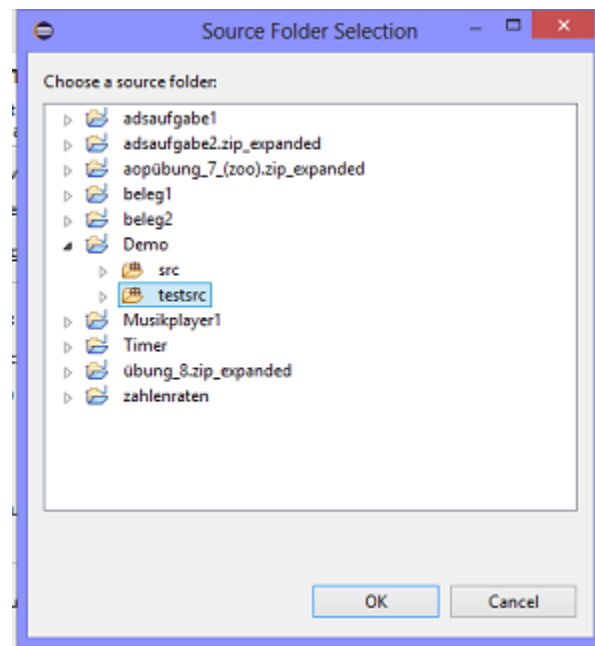 Source Folder Selection
Choose a source folder:
adsaufgabe1
adsaufgabe2.zip_expanded
aopübung_7_(zoo).zip_expanded
beleg1
beleg2
Demo
src
testsrc
Musikplayer1
Timer
übung_8.zip_expanded
zahlenraten
OK Cancel